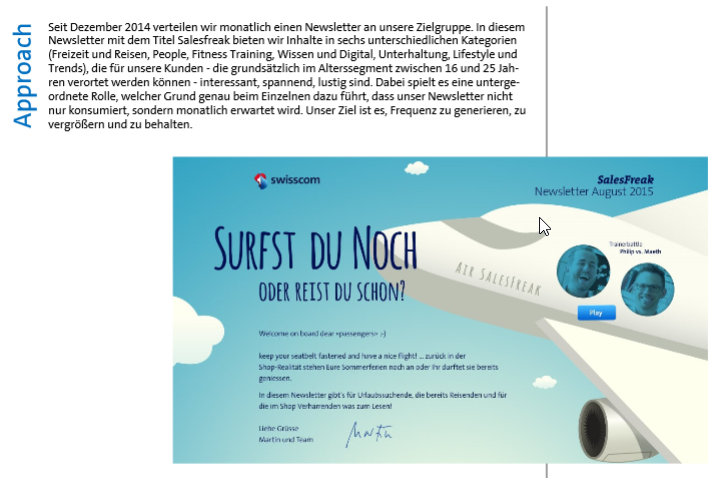 Approach
Seit Dezember 2014 verteilen wir monatlich einen Newsletter an unsere Zielgruppe. In diesem
Newsletter mit dem Titel Salesfreak bieten wir Inhalte in sechs unterschiedlichen Kategorien
(Freizeit und Reisen, People, Fitness Training, Wissen und Digital, Unterhaltung, Lifestyle und
Trends), die für unsere Kunden - die grundsätzlich im Alterssegment zwischen 16 und 25 Jah-
ren verortet werden können - interessant, spannend, lustig sind. Dabei spielt es eine unterge-
ordnete Rolle, welcher Grund genau beim Einzelnen dazu führt, dass unser Newsletter nicht
nur konsumiert, sondern monatlich erwartet wird. Unser Ziel ist es, Frequenz zu generieren, zu
vergrößern und zu behalten.
swisscom
SalesFreak
Newsletter August 2015
SURFST DU NOCH
ODER REIST DU SCHON?
AIR SALESFREAK
Trainerbattle
Philip vs. Maeth
Play
Welcome on board dear «passengers» ;-)
keep your seatbelt fastened and have a nice flight! ... zurück in der
Shop-Realität stehen Eure Sommerferien noch an oder Ihr durftet sie bereits
geniessen.
In diesem Newsletter gibt's für Urlaubssuchende, die bereits Reisenden und für
die im Shop Verharrenden was zum Lesen!
Liebe Grüsse
Martin und Team
Martin